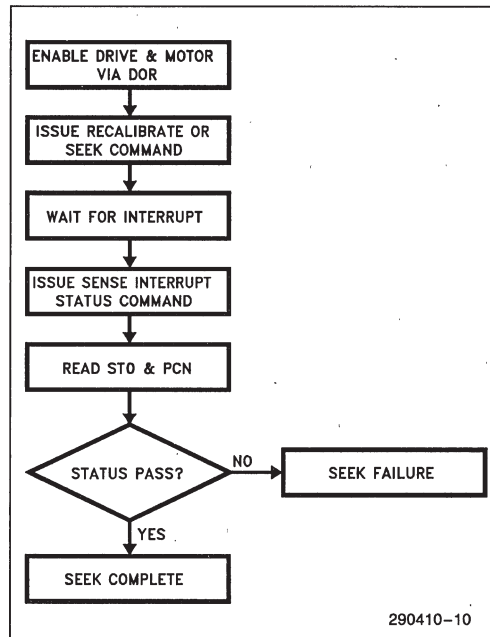 ENABLE DRIVE & MOTOR
VIA DOR
ISSUE RECALIBRATE OR
SEEK COMMAND
WAIT FOR INTERRUPT
ISSUE SENSE INTERRUPT
STATUS COMMAND
READ ST0 & PCN
STATUS PASS?
NO
SEEK FAILURE
YES
SEEK COMPLETE
290410-10